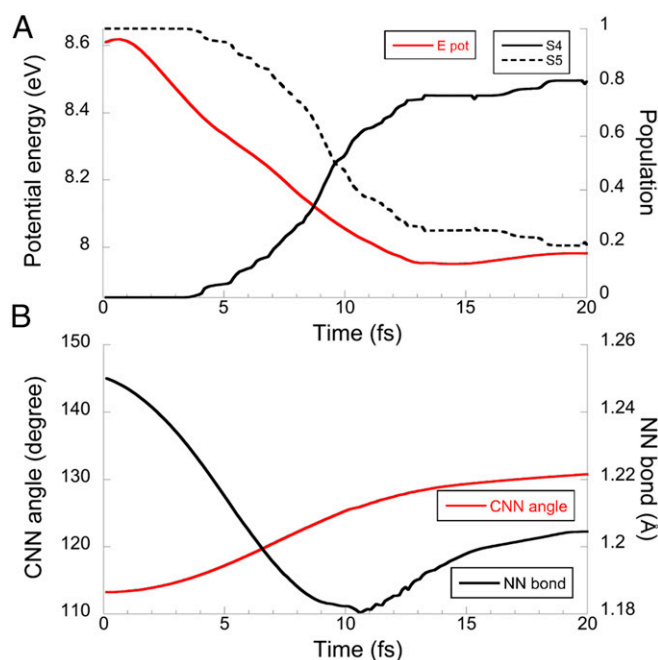 A
E pot
S4
S5
Potential energy (eV)
8.6
8.4
8.2
8
Population
1
0.8
0.6
0.4
0.2
0
0 5 10 15 20
Time (fs)
B
CNN angle (degree)
150
140
130
120
110
NN bond (Å)
1.26
1.24
1.22
1.2
1.18
CNN angle
NN bond
0 5 10 15 20
Time (fs)